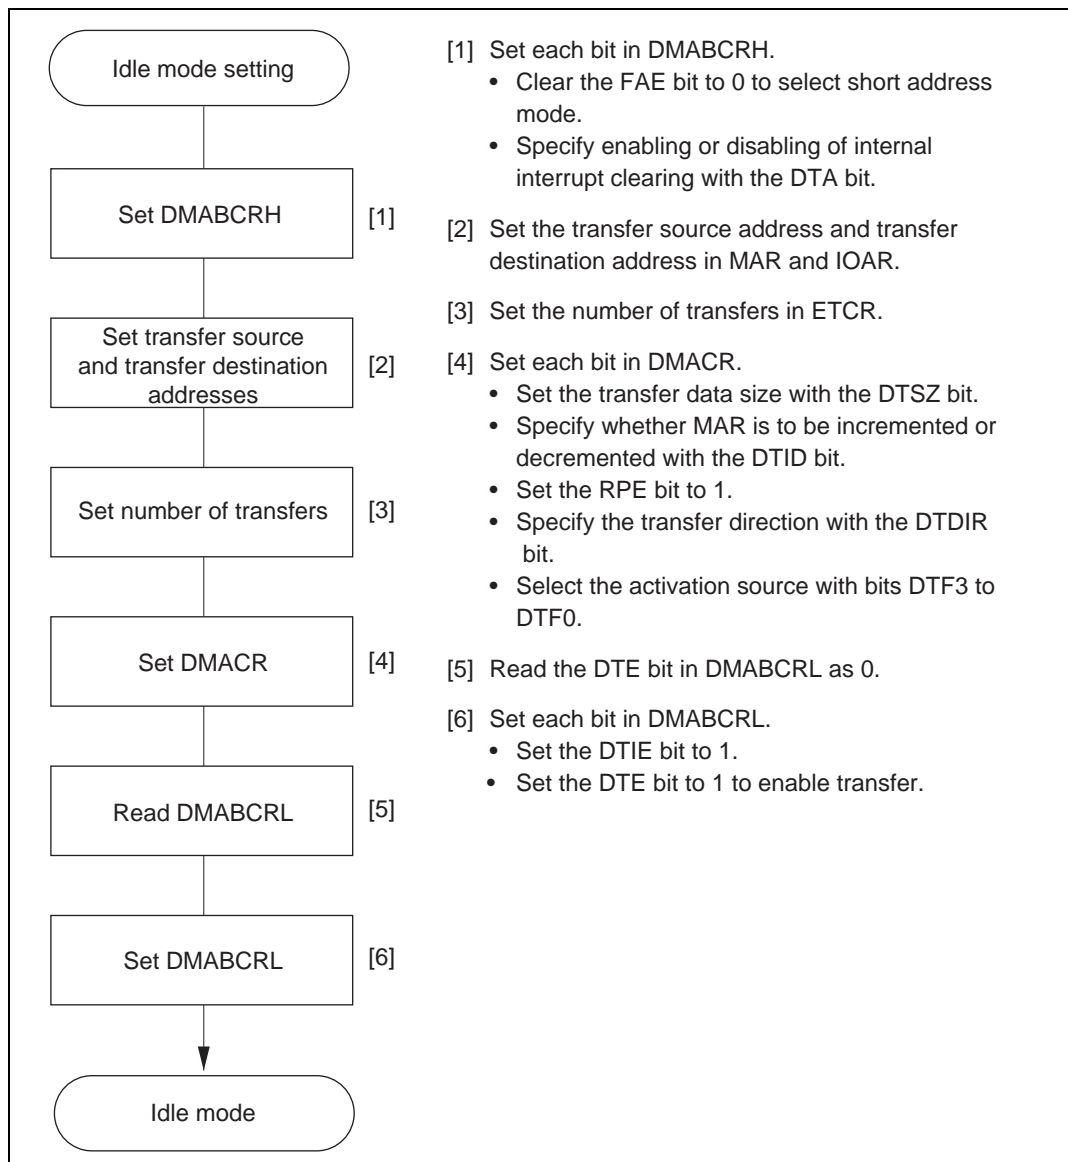 Idle mode setting
Set DMABCRH
[1]
Set transfer source
and transfer destination
addresses
[2]
Set number of transfers
[3]
Set DMACR
[4]
Read DMABCRL
[5]
Set DMABCRL
[6]
Idle mode
[1] Set each bit in DMABCRH.
• Clear the FAE bit to 0 to select short address
mode.
• Specify enabling or disabling of internal
interrupt clearing with the DTA bit.
[2] Set the transfer source address and transfer
destination address in MAR and IOAR.
[3] Set the number of transfers in ETCR.
[4] Set each bit in DMACR.
• Set the transfer data size with the DTSZ bit.
• Specify whether MAR is to be incremented or
decremented with the DTID bit.
• Set the RPE bit to 1.
• Specify the transfer direction with the DTDIR
bit.
• Select the activation source with bits DTF3 to
DTF0.
[5] Read the DTE bit in DMABCRL as 0.
[6] Set each bit in DMABCRL.
• Set the DTIE bit to 1.
• Set the DTE bit to 1 to enable transfer.